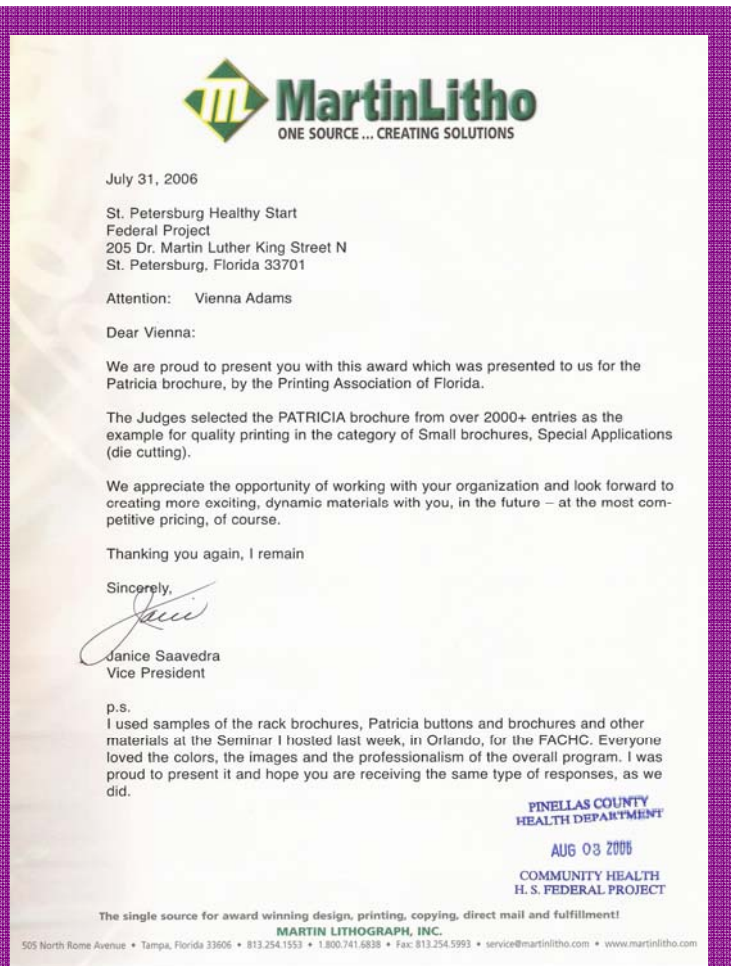 MartinLitho
ONE SOURCE ... CREATING SOLUTIONS
July 31, 2006
St. Petersburg Healthy Start
Federal Project
205 Dr. Martin Luther King Street N
St. Petersburg, Florida 33701
Attention: Vienna Adams
Dear Vienna:
We are proud to present you with this award which was presented to us for the
Patricia brochure, by the Printing Association of Florida.
The Judges selected the PATRICIA brochure from over 2000+ entries as the
example for quality printing in the category of Small brochures, Special Applications
(die cutting).
We appreciate the opportunity of working with your organization and look forward to
creating more exciting, dynamic materials with you, in the future – at the most com-
petitive pricing, of course.
Thanking you again, I remain
Sincerely,
Janice Saavedra
Vice President
p.s.
I used samples of the rack brochures, Patricia buttons and brochures and other
materials at the Seminar I hosted last week, in Orlando, for the FACHC. Everyone
loved the colors, the images and the professionalism of the overall program. I was
proud to present it and hope you are receiving the same type of responses, as we
did.
PINELLAS COUNTY
HEALTH DEPARTMENT
AUG 03 2006
COMMUNITY HEALTH
H. S. FEDERAL PROJECT
The single source for award winning design, printing, copying, direct mail and fulfillment!
MARTIN LITHOGRAPH, INC.
505 North Rome Avenue • Tampa, Florida 33606 • 813.254.1553 • 1.800.741.6838 • Fax: 813.254.5993 • service@martinlitho.com • www.martinlitho.com